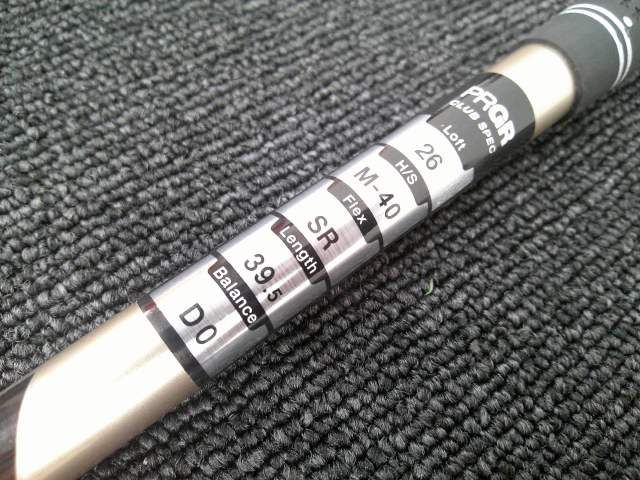 PRGR
CLUB SPEC
Loft
26
H/S
M-40
Flex
SR
Length
39.5
Balance
D0